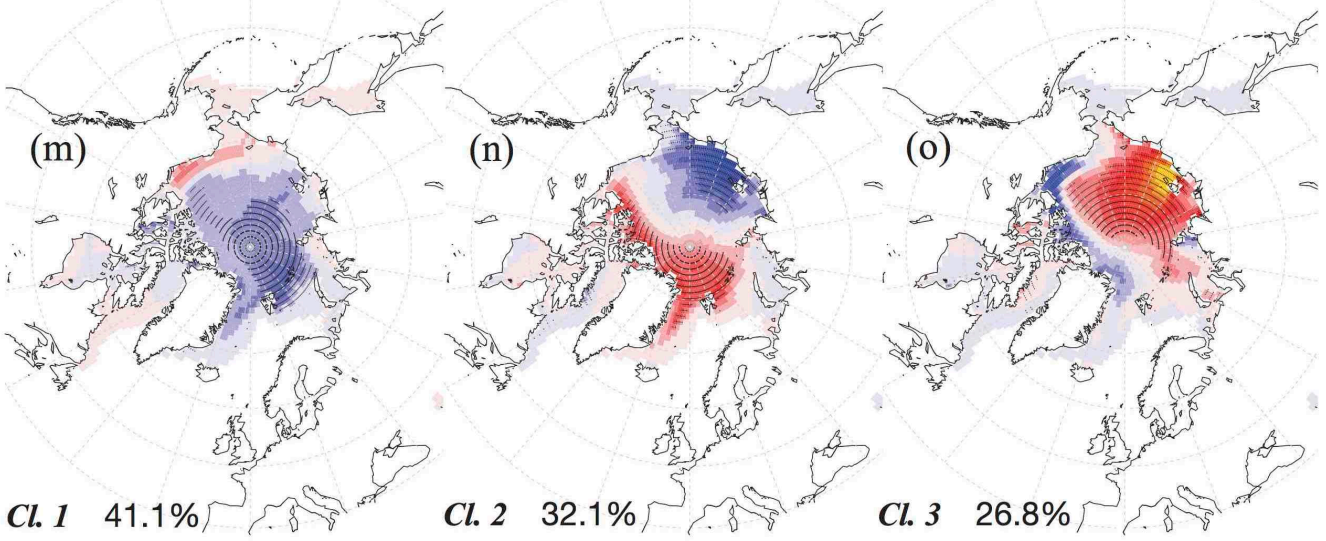 (m)
(n)
(o)
Cl. 1 41.1%
Cl. 2 32.1%
Cl. 3 26.8%